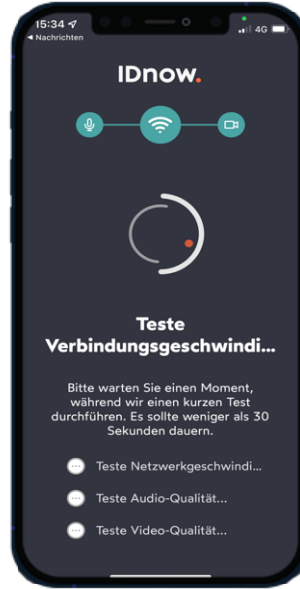 15:34
4G
Nachrichten
IDnow.
Teste
Verbindungsgeschwindi...
Bitte warten Sie einen Moment,
während wir einen kurzen Test
durchführen. Es sollte weniger als 30
Sekunden dauern.
Teste Netzwerkgeschwindi...
Teste Audio-Qualität...
Teste Video-Qualität...